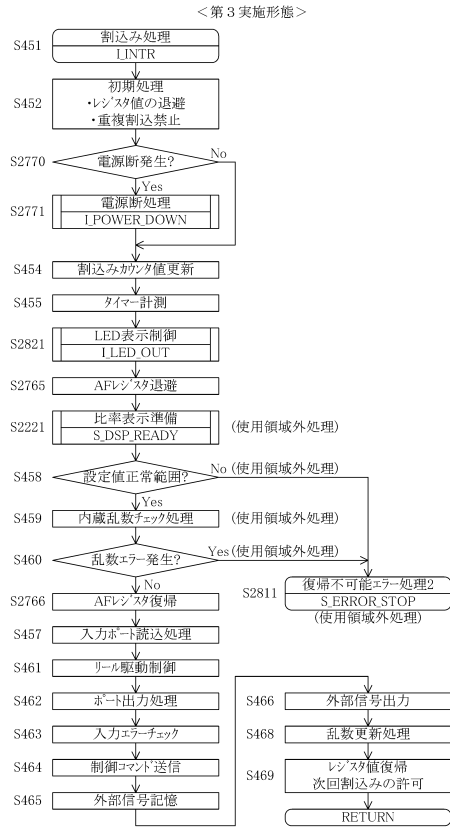 ＜第３実施形態＞
S451
割込み処理
I_INTR
S452
初期処理
・ﾚｼﾞｽﾀ値の退避
・重複割込禁止
S2770
電源断発生?
No
Yes
S2771
電源断処理
I_POWER_DOWN
S454
割込みｶｳﾝﾀ値更新
S455
ﾀｲﾏｰ計測
S2821
LED表示制御
I_LED_OUT
S2765
AFﾚｼﾞｽﾀ退避
S2221
比率表示準備
S_DSP_READY
(使用領域外処理)
S458
設定値正常範囲?
No (使用領域外処理)
Yes
S459
内蔵乱数ﾁｪｯｸ処理
(使用領域外処理)
S460
乱数ｴﾗｰ発生?
Yes(使用領域外処理)
No
S2811
復帰不可能ｴﾗｰ処理2
S_ERROR_STOP
(使用領域外処理)
S2766
AFﾚｼﾞｽﾀ復帰
S457
入力ﾎﾟｰﾄ読込処理
S461
ﾘｰﾙ駆動制御
S462
ﾎﾟｰﾄ出力処理
S463
入力ｴﾗｰﾁｪｯｸ
S464
制御ｺﾏﾝﾄﾞ送信
S465
外部信号記憶
S466
外部信号出力
S468
乱数更新処理
S469
ﾚｼﾞｽﾀ値復帰
次回割込みの許可
RETURN